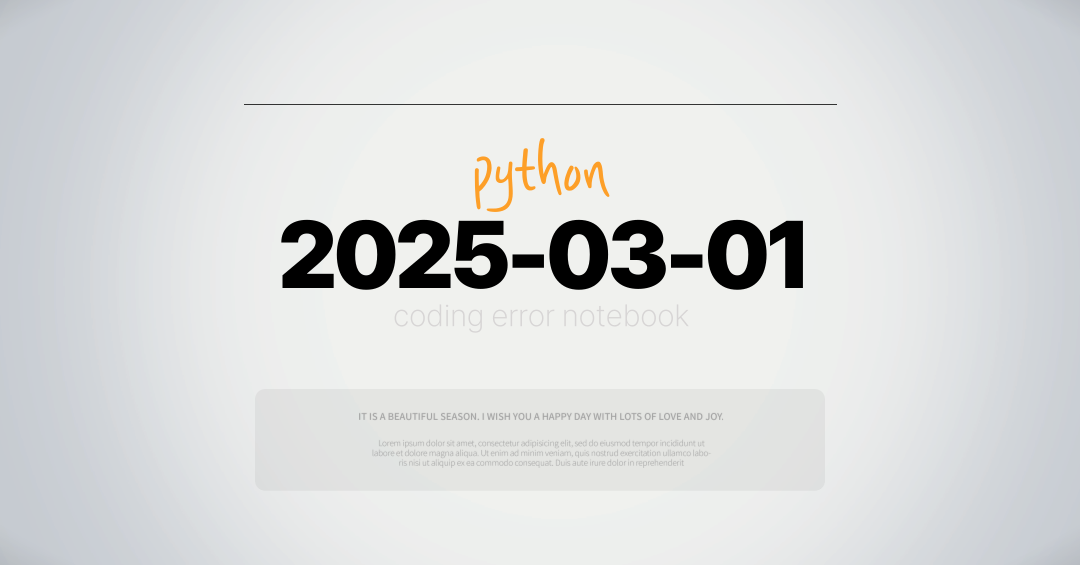 python
2025-03-01
coding error notebook
IT IS A BEAUTIFUL SEASON. I WISH YOU A HAPPY DAY WITH LOTS OF LOVE AND JOY.
Lorem ipsum dolor sit amet, consectetur adipisicing elit, sed do eiusmod tempor incididunt ut
labore et dolore magna aliqua. Ut enim ad minim veniam, quis nostrud exercitation ullamco labo-
ris nisi ut aliquip ex ea commodo consequat. Duis aute irure dolor in reprehenderit